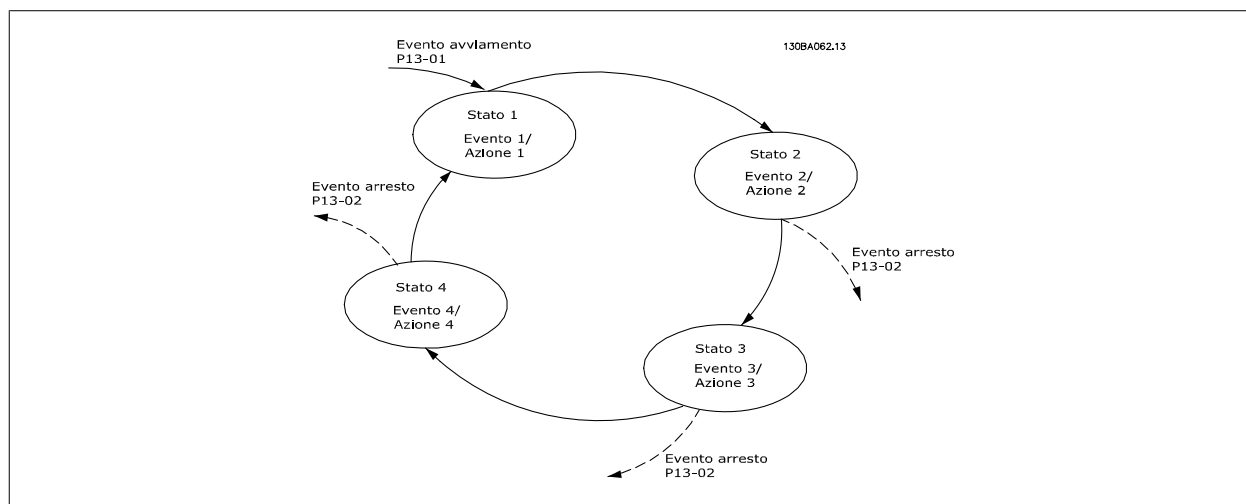 Evento avviamento
P13-01
130BA062.13
Stato 1
Evento 1/
Azione 1
Stato 2
Evento 2/
Azione 2
Evento arresto
P13-02
Evento arresto
P13-02
Stato 4
Evento 4/
Azione 4
Stato 3
Evento 3/
Azione 3
Evento arresto
P13-02